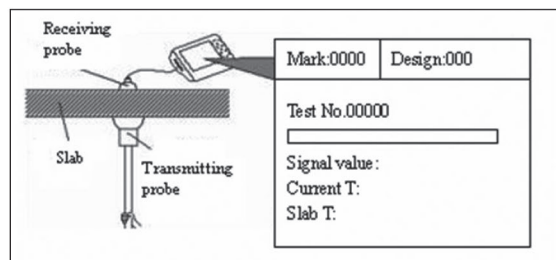 Receiving
probe
Slab
Transmitting
probe
Mark:0000 Design:000
Test No.00000
Signal value:
Current T:
Slab T: